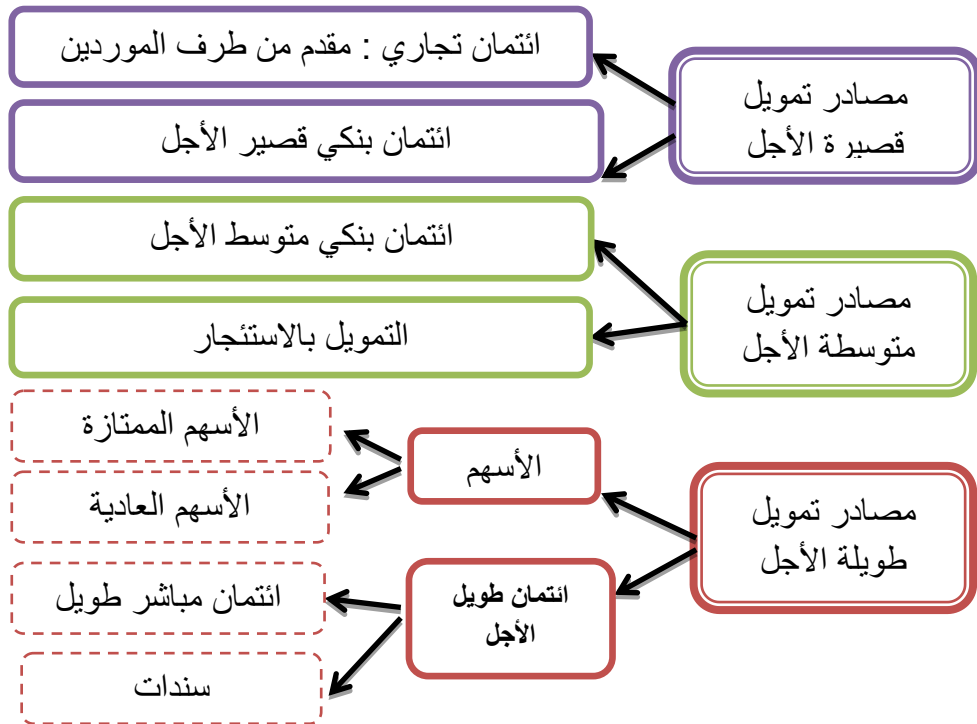 مصادر تمويل
قصيرة الأجل
ائتمان تجاري : مقدم من طرف الموردين
ائتمان بنكي قصير الأجل
مصادر تمويل
متوسطة الأجل
ائتمان بنكي متوسط الأجل
التمويل بالاستئجار
مصادر تمويل
طويلة الأجل
الأسهم
الأسهم الممتازة
الأسهم العادية
ائتمان طويل
الأجل
ائتمان مباشر طويل
سندات